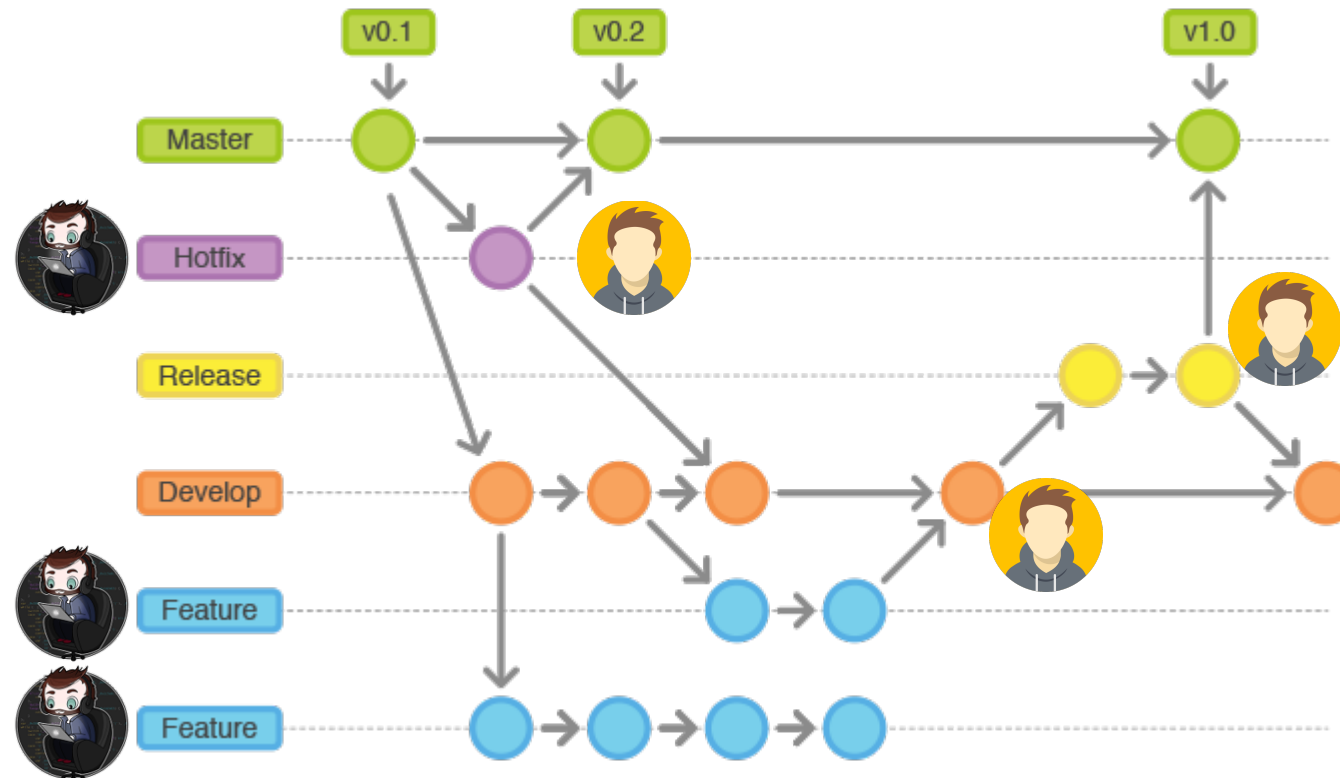 v0.1
v0.2
v1.0
Master
Hotfix
Release
Develop
Feature
Feature